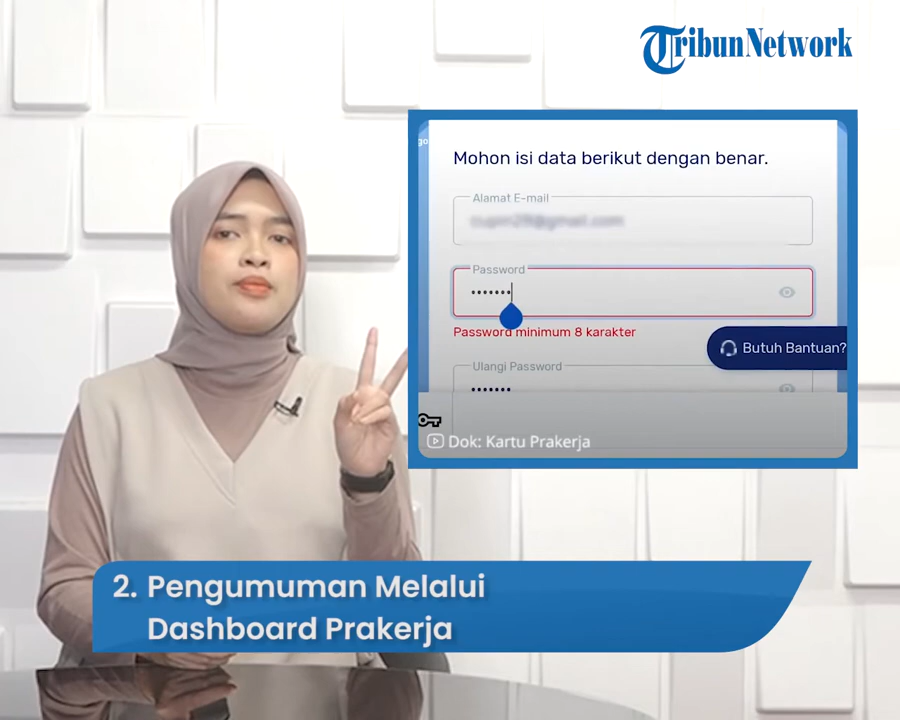 TribunNetwork
Mohon isi data berikut dengan benar.
Alamat E-mail
Password
Password minimum 8 karakter
Butuh Bantuan?
Ulangi Password
Dok: Kartu Prakerja
2. Pengumuman Melalui
Dashboard Prakerja